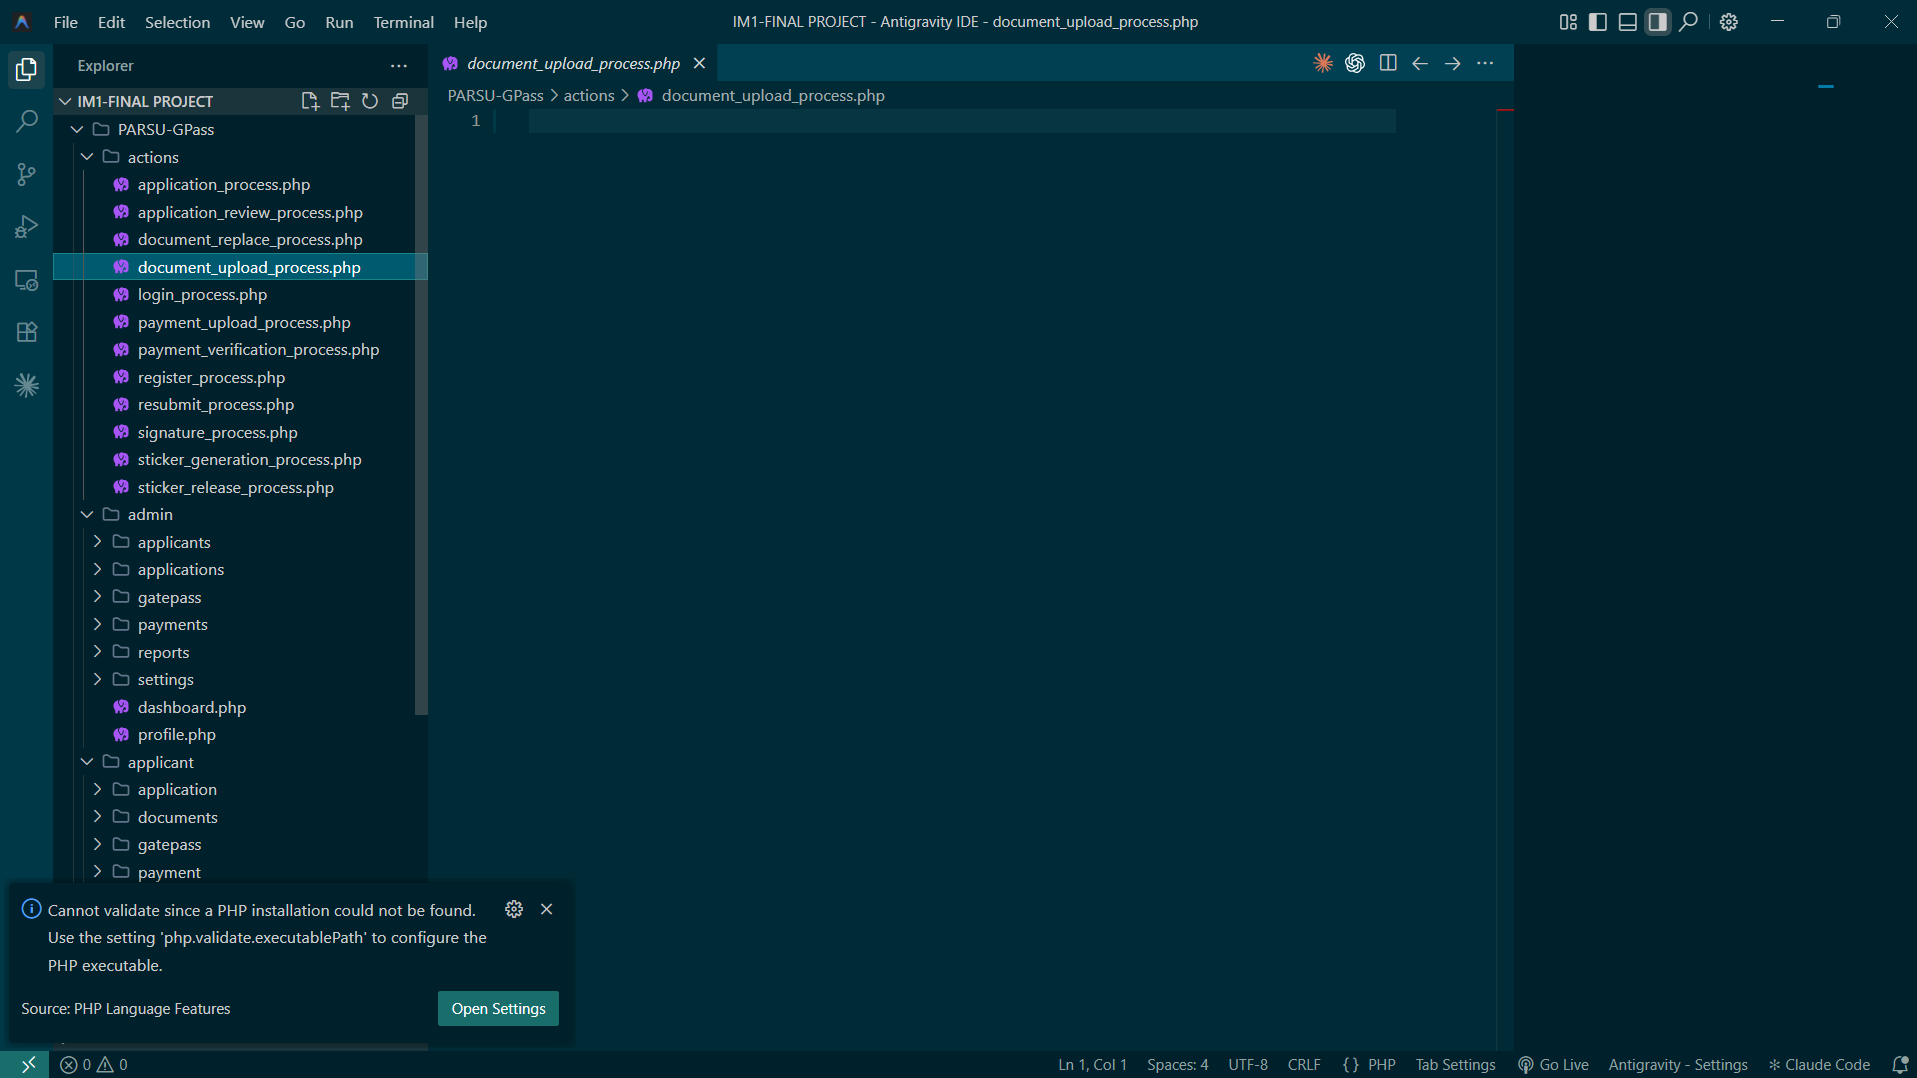 File Edit Selection View Go Run Terminal Help
IM1-FINAL PROJECT - Antigravity IDE - document_upload_process.php
Explorer
IM1-FINAL PROJECT
PARSU-GPass
actions
application_process.php
application_review_process.php
document_replace_process.php
document_upload_process.php
login_process.php
payment_upload_process.php
payment_verification_process.php
register_process.php
resubmit_process.php
signature_process.php
sticker_generation_process.php
sticker_release_process.php
admin
applicants
applications
gatepass
payments
reports
settings
dashboard.php
profile.php
applicant
application
documents
gatepass
payment
document_upload_process.php
PARSU-GPass > actions > document_upload_process.php
1
Cannot validate since a PHP installation could not be found.
Use the setting 'php.validate.executablePath' to configure the
PHP executable.
Source: PHP Language Features
Open Settings
0 0
Ln 1, Col 1 Spaces: 4 UTF-8 CRLF {} PHP Tab Settings Go Live Antigravity - Settings Claude Code